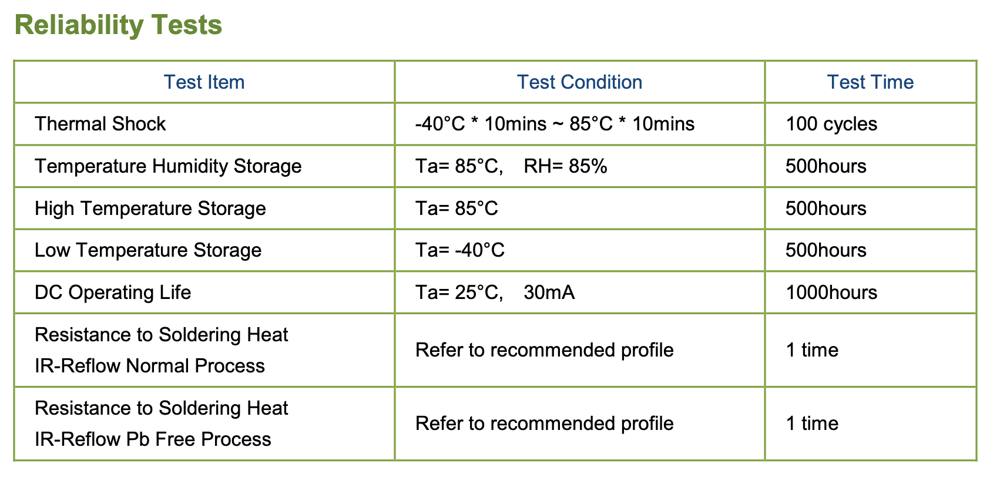 Reliability Tests
Test Item Test Condition Test Time
Thermal Shock -40°C * 10mins ~ 85°C * 10mins 100 cycles
Temperature Humidity Storage Ta= 85°C, RH= 85% 500hours
High Temperature Storage Ta= 85°C 500hours
Low Temperature Storage Ta= -40°C 500hours
DC Operating Life Ta= 25°C, 30mA 1000hours
Resistance to Soldering Heat
IR-Reflow Normal Process
Refer to recommended profile 1 time
Resistance to Soldering Heat
IR-Reflow Pb Free Process
Refer to recommended profile 1 time